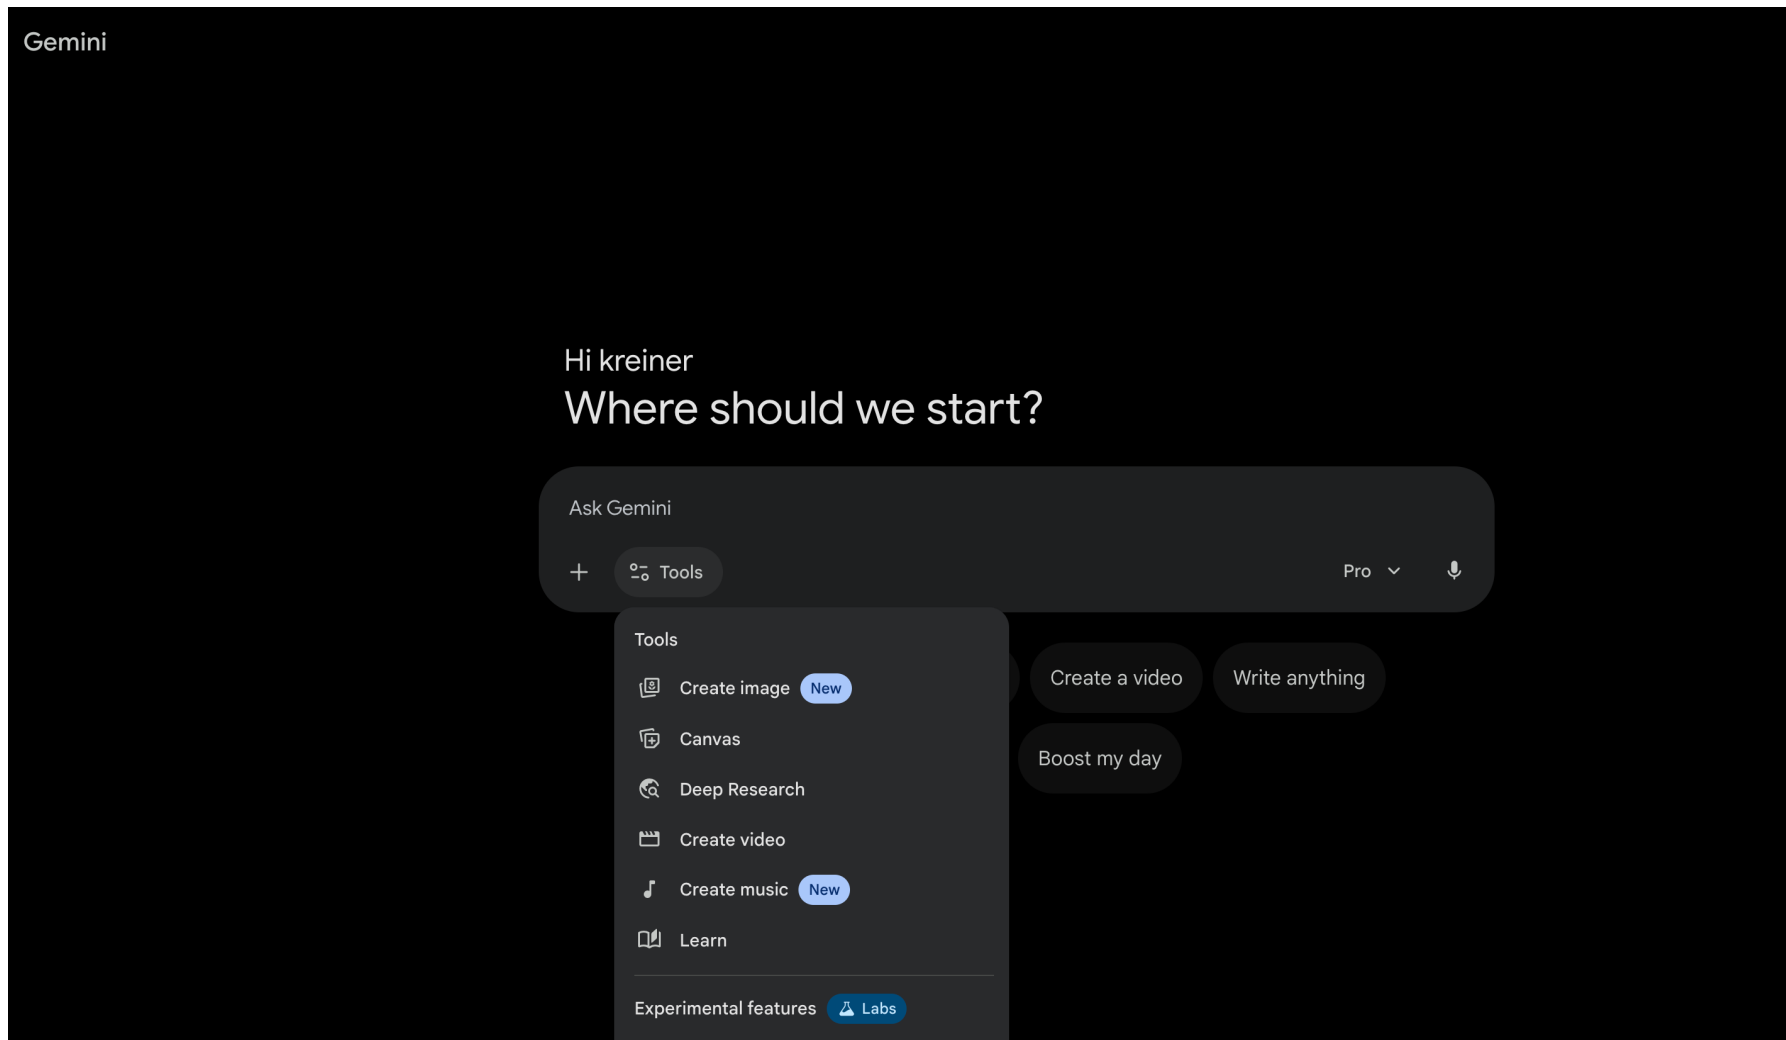 Gemini
Hi kreiner
Where should we start?
Ask Gemini
Tools
Pro
Tools
Create image New
Canvas
Deep Research
Create video
Create music New
Learn
Experimental features Labs
Create a video
Write anything
Boost my day